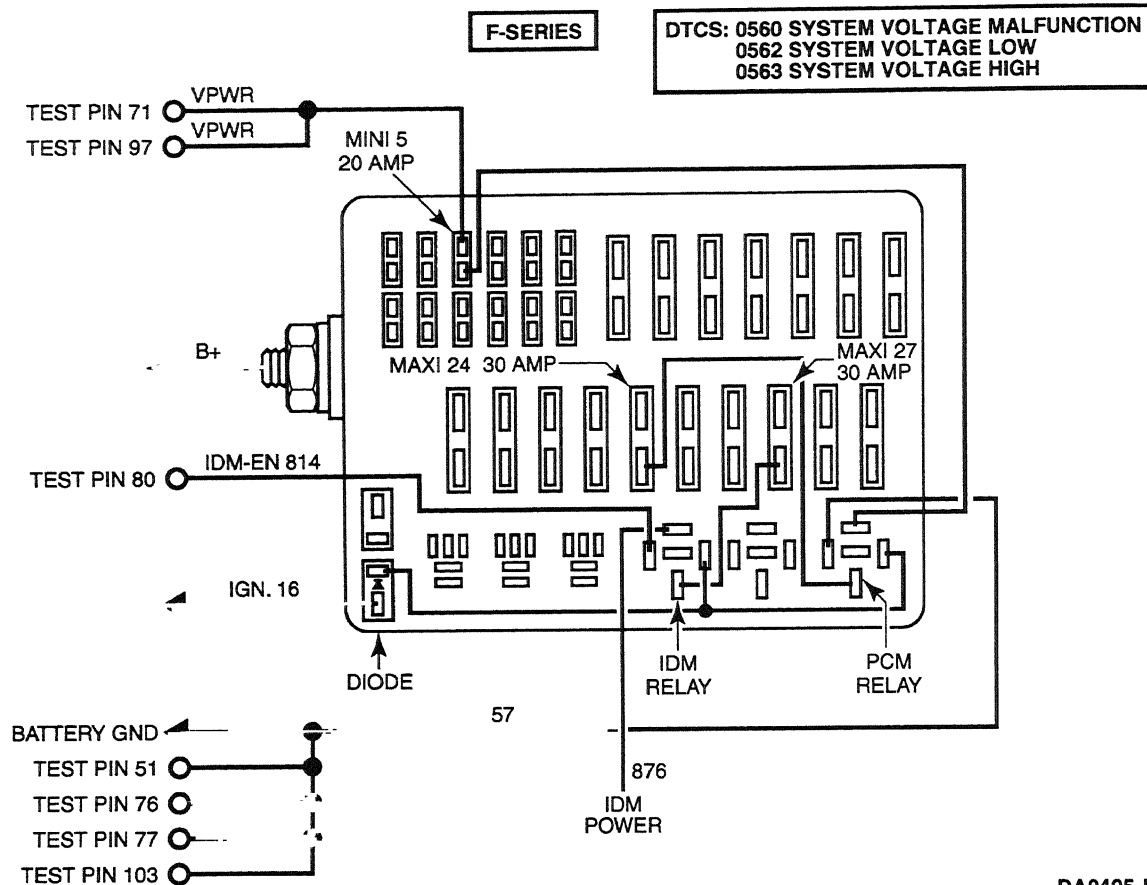 F-SERIES
DTCS: 0560 SYSTEM VOLTAGE MALFUNCTION
0562 SYSTEM VOLTAGE LOW
0563 SYSTEM VOLTAGE HIGH
TEST PIN 71
VPWR
TEST PIN 97
VPWR
MINI 5
20 AMP
B+
MAXI 24 30 AMP
MAXI 27
30 AMP
TEST PIN 80
IDM-EN 814
IGN. 16
DIODE
IDM
RELAY
PCM
RELAY
57
BATTERY GND
TEST PIN 51
TEST PIN 76
TEST PIN 77
TEST PIN 103
876
IDM
POWER